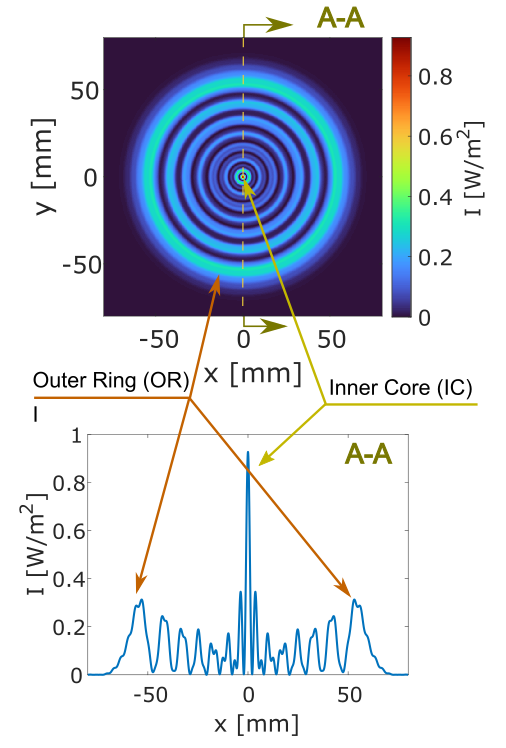 A-A
50
0
-50
y [mm]
-50
0
50
x [mm]
0.8
0.6
0.4
0.2
0
I [W/m²]
Outer Ring (OR)
Inner Core (IC)
I
A-A
1
0.8
0.6
0.4
0.2
0
I [W/m²]
-50
0
50
x [mm]